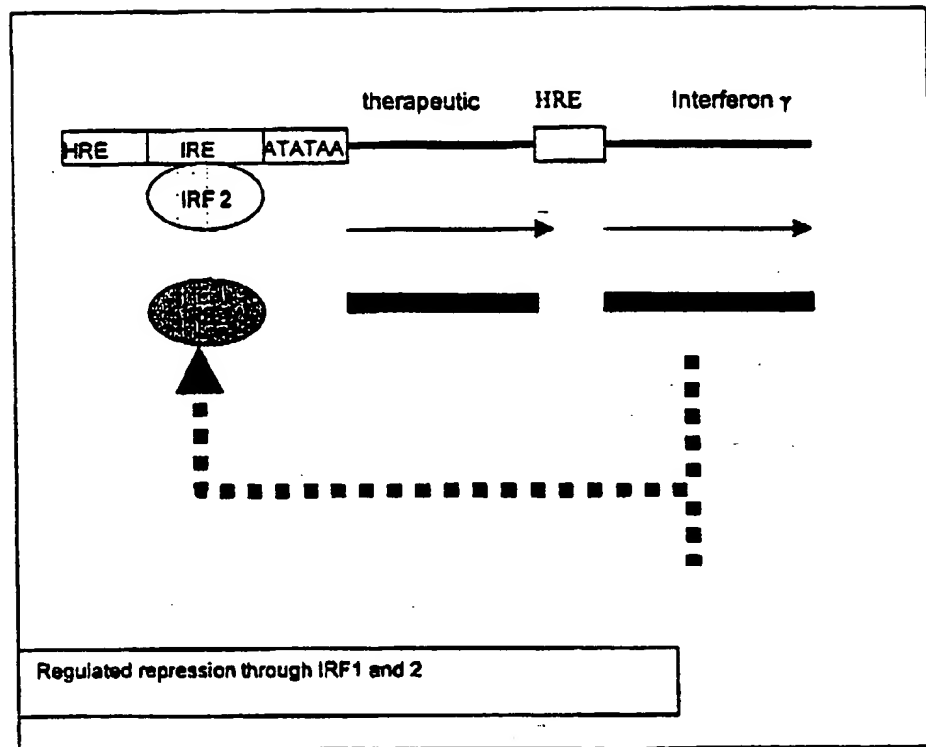 therapeutic HRE Interferon γ
HRE IRE ATATAA
IRF 2
Regulated repression through IRF1 and 2